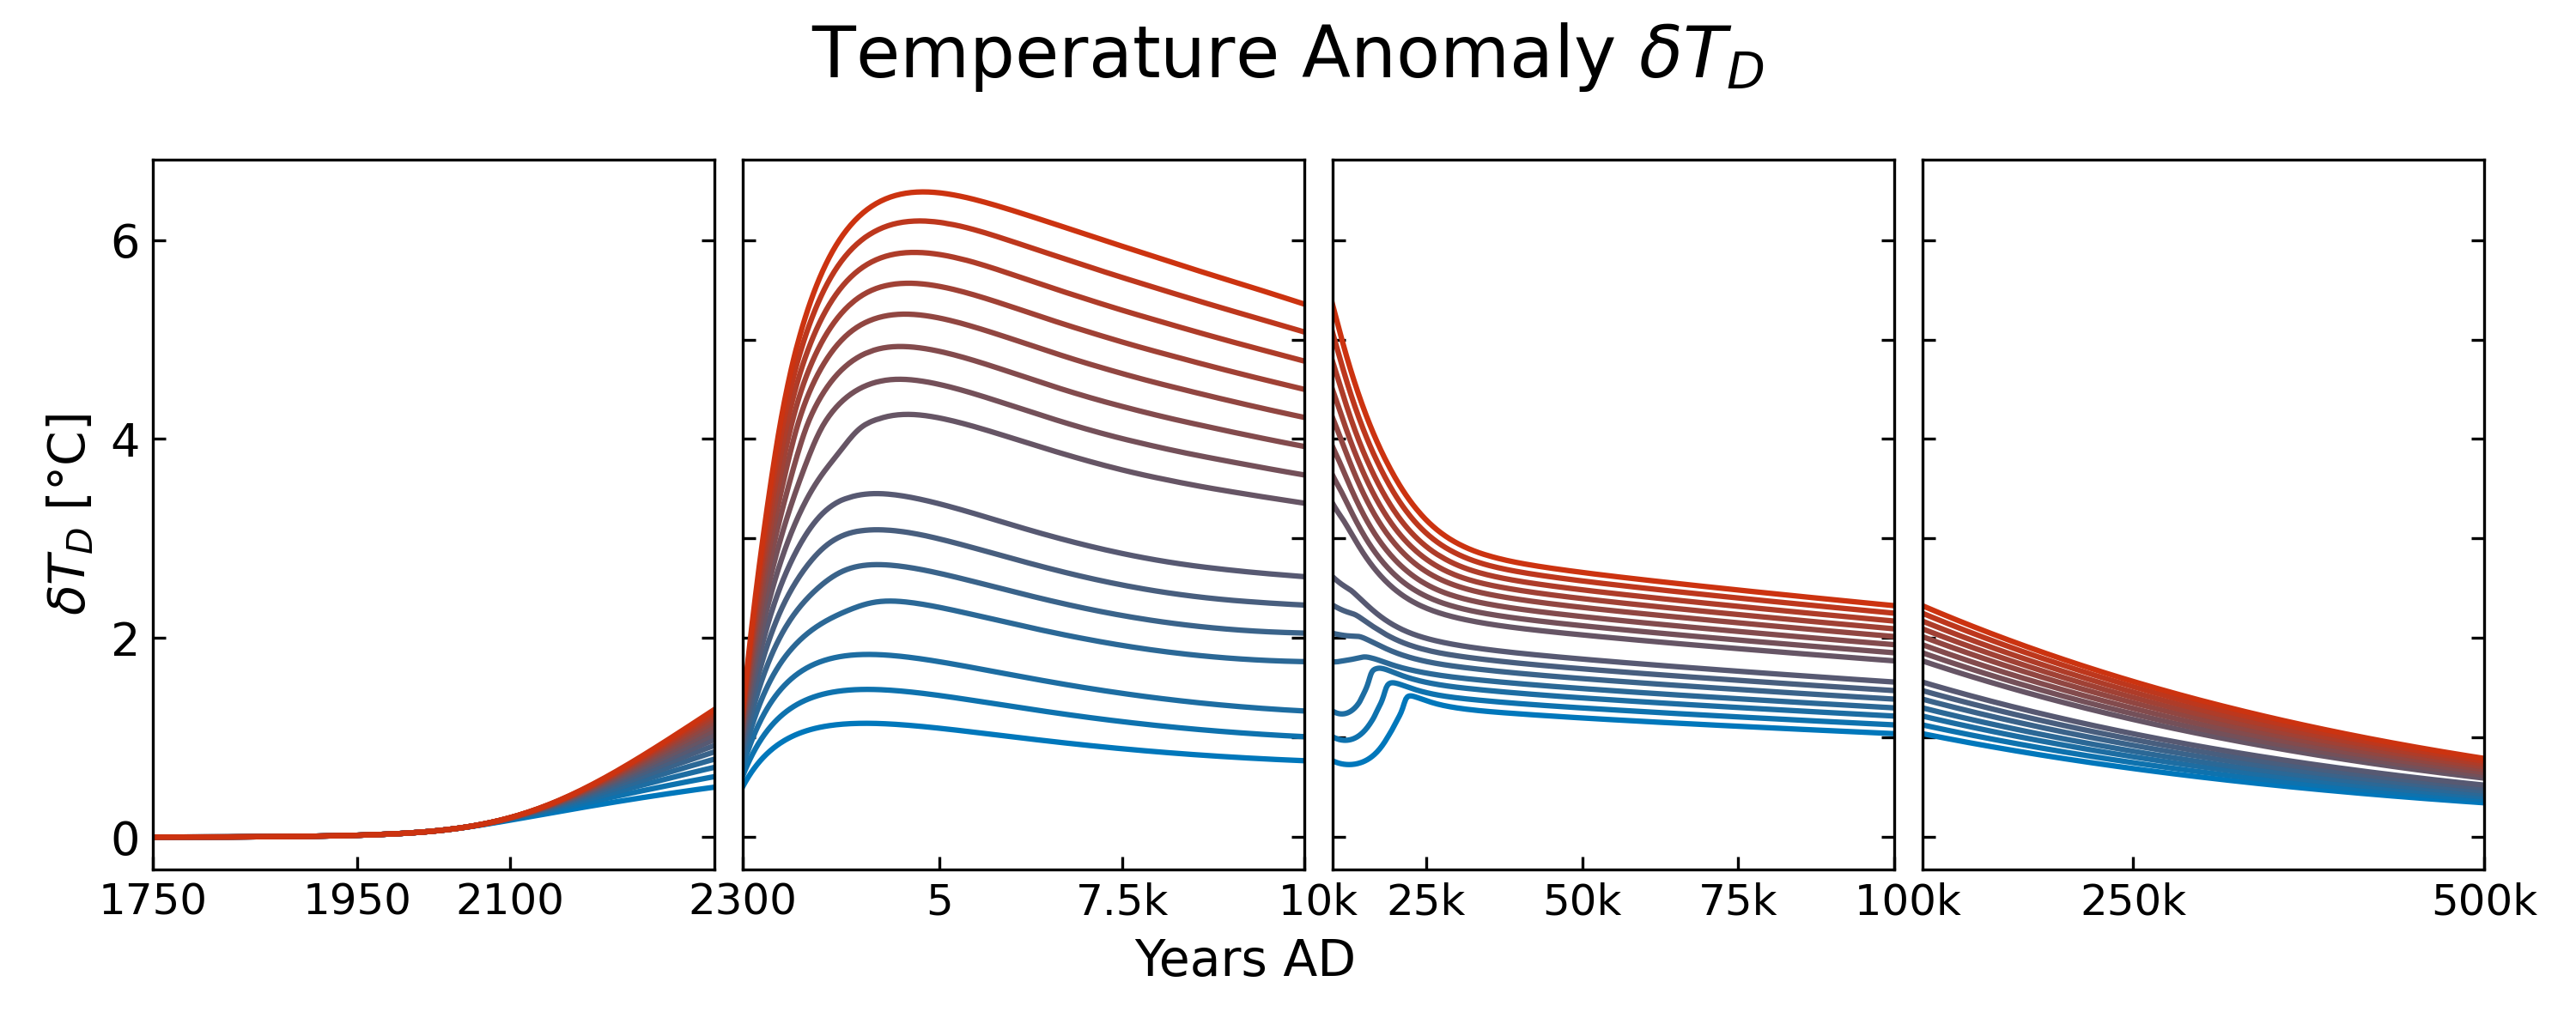 Temperature Anomaly δT_D
δT_D [°C]
6
4
2
0
1750 1950 2100 2300 5 7.5k 10k 25k 50k 75k 100k 250k 500k
Years AD